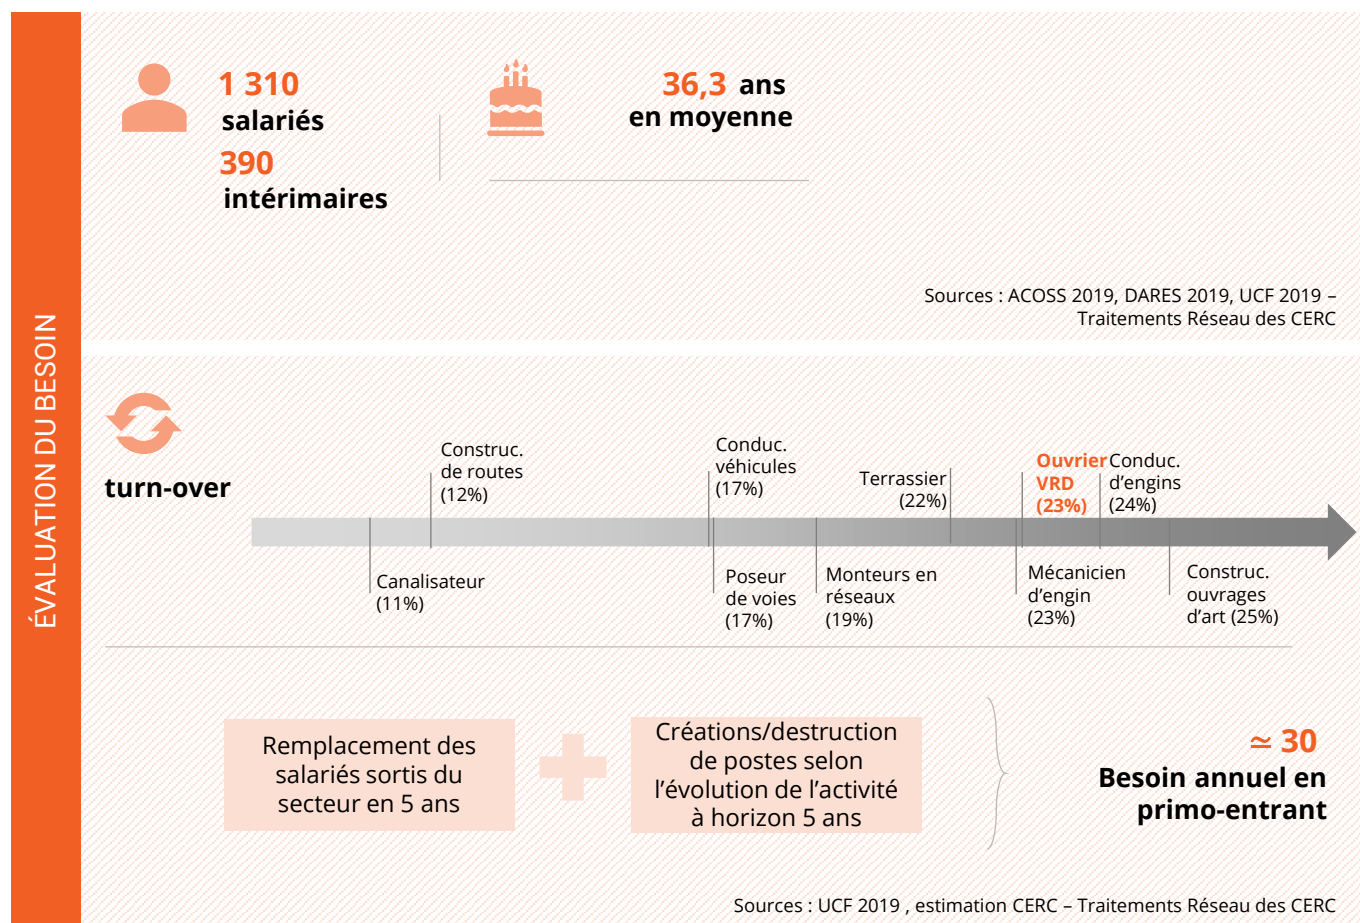 ÉVALUATION DU BESOIN
1 310
salariés
390
intérimaires
36,3 ans
en moyenne
Sources : ACOSS 2019, DARES 2019, UCF 2019 –
Traitements Réseau des CERC
turn-over
Construc.
de routes
(12%)
Conduc.
véhicules
(17%)
Terrassier
(22%)
Ouvrier
VRD
(23%)
Conduc.
d’engins
(24%)
Canalisateur
(11%)
Poseur
de voies
(17%)
Monteurs en
réseaux
(19%)
Mécanicien
d’engin
(23%)
Construc.
ouvrages
d’art (25%)
Remplacement des
salariés sortis du
secteur en 5 ans
Créations/destruction
de postes selon
l’évolution de l’activité
à horizon 5 ans
≃ 30
Besoin annuel en
primo-entrant
Sources : UCF 2019 , estimation CERC – Traitements Réseau des CERC